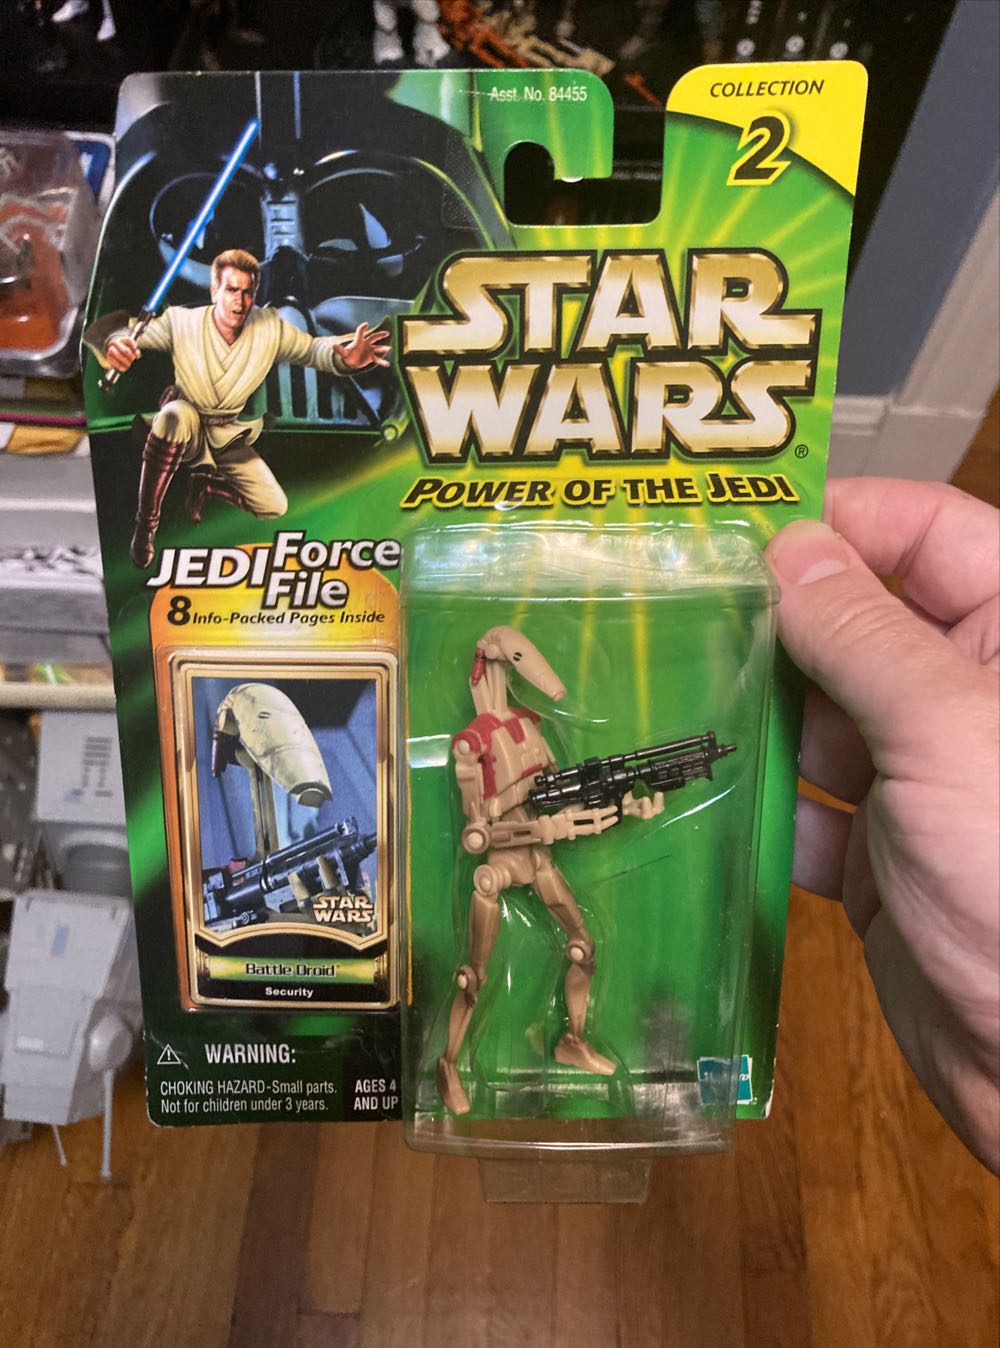 Asst. No. 84455
COLLECTION
2
STAR
WARS®
POWER OF THE JEDI
JEDI Force
File
8 Info-Packed Pages Inside
STAR
WARS
Battle Droid
Security
WARNING:
CHOKING HAZARD-Small parts.
Not for children under 3 years.
AGES 4
AND UP